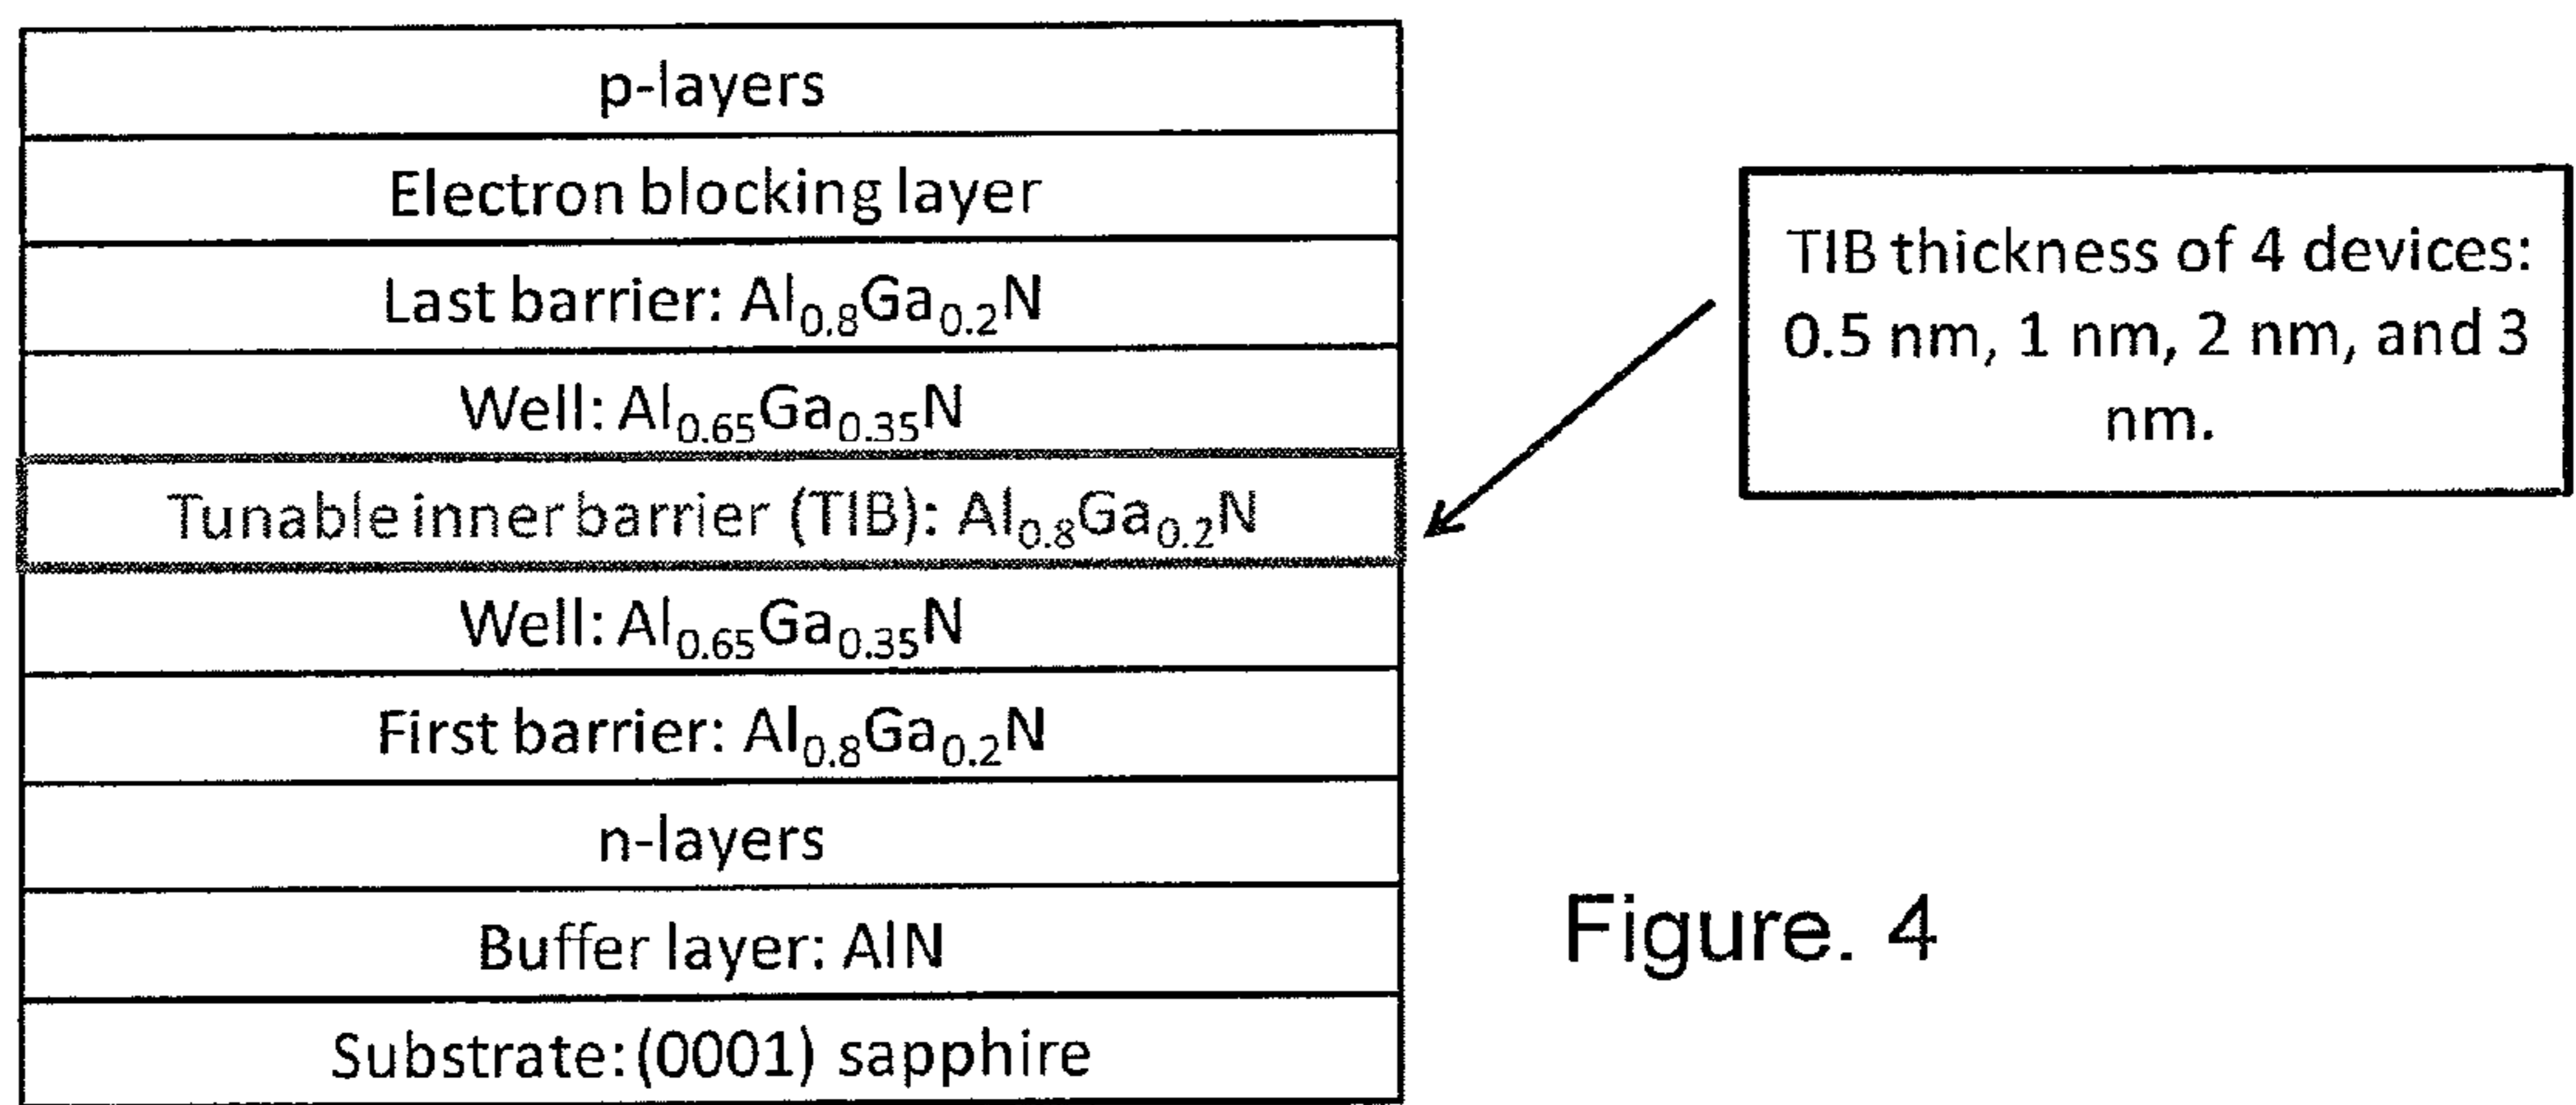 p-layers
Electron blocking layer
Last barrier: Al0.8Ga0.2N
Well: Al0.65Ga0.35N
Tunable inner barrier (TIB): Al0.8Ga0.2N
Well: Al0.65Ga0.35N
First barrier: Al0.8Ga0.2N
n-layers
Buffer layer: AlN
Substrate: (0001) sapphire
TIB thickness of 4 devices:
0.5 nm, 1 nm, 2 nm, and 3
nm.
Figure. 4